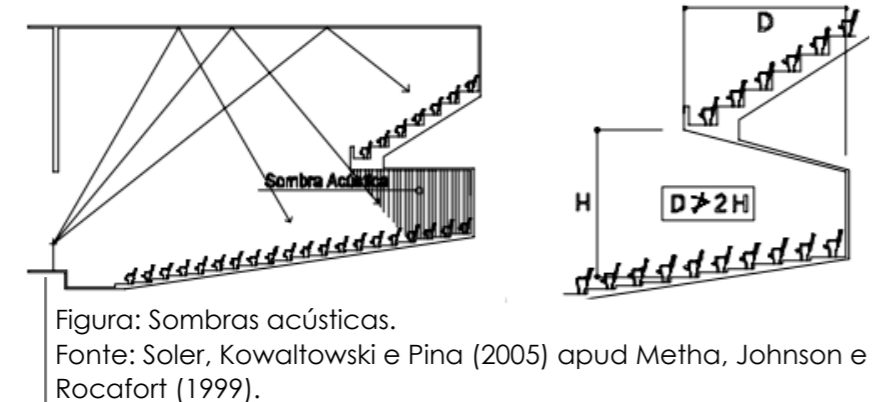 D
Sombra Acústica
H
D≯2H
Figura: Sombras acústicas.
Fonte: Soler, Kowaltowski e Pina (2005) apud Metha, Johnson e
Rocafort (1999).